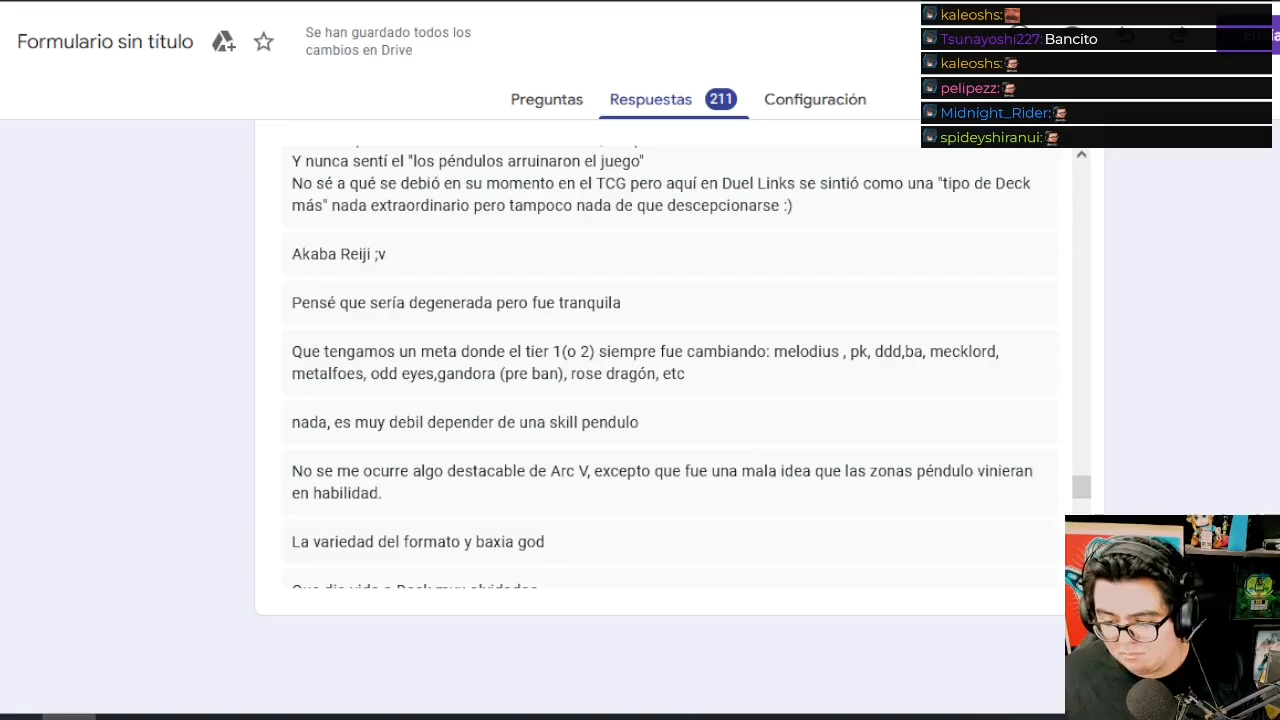 Formulario sin titulo
Se han guardado todos los
cambios en Drive
kaleoshs:
Tsunayoshi227: Bancito
kaleoshs:
pelipezz:
Midnight_Rider:
spideyshiranui:
Preguntas
Respuestas 211
Configuración
Y nunca sentí el "los péndulos arruinaron el juego"
No sé a qué se debió en su momento en el TCG pero aquí en Duel Links se sintió como una "tipo de Deck
más" nada extraordinario pero tampoco nada de que descepcionarse :)
Akaba Reiji ;v
Pensé que sería degenerada pero fue tranquila
Que tengamos un meta donde el tier 1(o 2) siempre fue cambiando: melodius , pk, ddd,ba, mecklord,
metalfoes, odd eyes,gandora (pre ban), rose dragón, etc
nada, es muy debil depender de una skill pendulo
No se me ocurre algo destacable de Arc V, excepto que fue una mala idea que las zonas péndulo vinieran
en habilidad.
La variedad del formato y baxia god